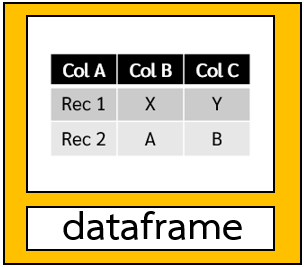 Col A Col B Col C
Rec 1 X Y
Rec 2 A B
dataframe